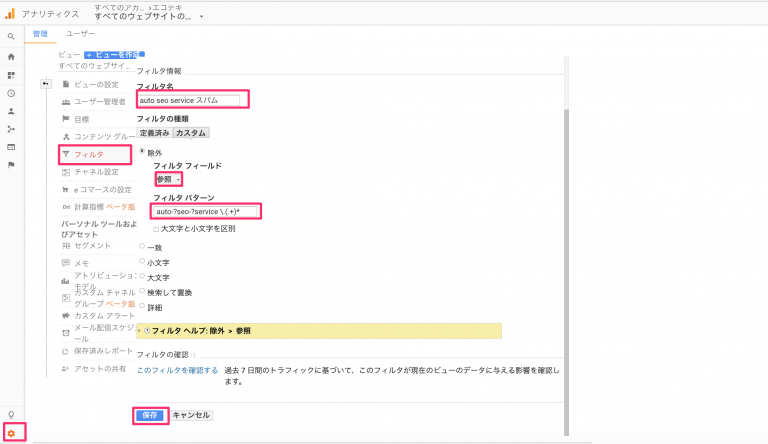 アナリティクス
すべてのアカ... > エコテキ
すべてのウェブサイトの...
管理 ユーザー
ビュー + ビューを作成
すべてのウェブサイ...
ビューの設定
ユーザー管理者
目標
コンテンツ グルー
フィルタ
チャネル設定
e コマースの設定
Dd 計算指標 ベータ版
パーソナル ツールおよ
びアセット
セグメント
メモ
アトリビューション
モデル
カスタム チャネル
グループ ベータ版
カスタム アラート
メール配信スケジ
ール
保存済みレポート
アセットの共有
フィルタ情報
フィルタ名
auto seo service スパム
フィルタの種類
定義済み カスタム
除外
フィルタ フィールド
参照
フィルタ パターン
auto-?seo-?service \.(.+)*
大文字と小文字を区別
一致
小文字
大文字
検索して置換
詳細
? フィルタ ヘルプ: 除外 > 参照
フィルタの確認
このフィルタを確認する 過去 7 日間のトラフィックに基づいて、このフィルタが現在のビューのデータに与える影響を確認しま
す。
保存 キャンセル